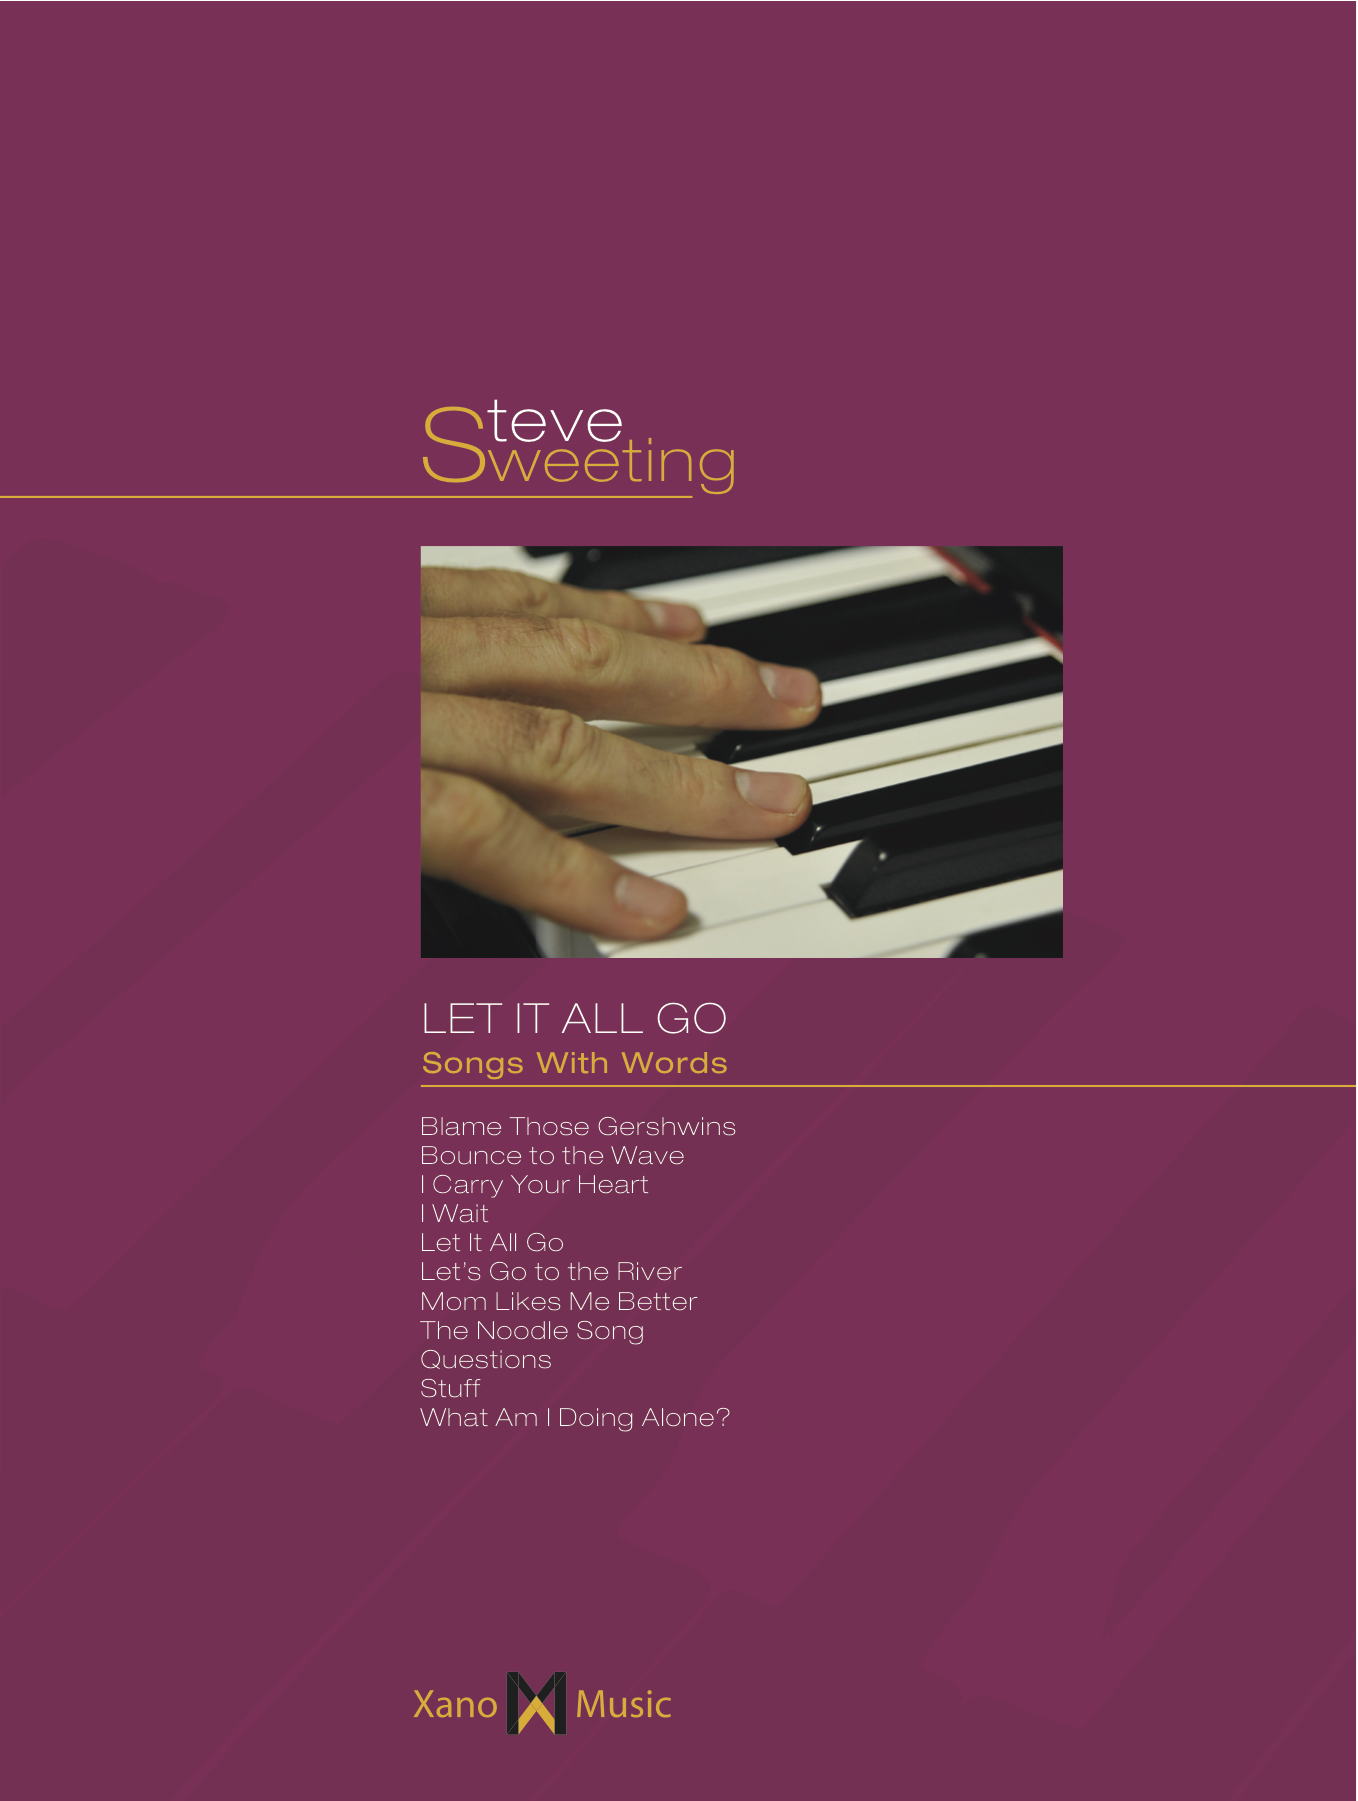 Steve
Sweeting
LET IT ALL GO
Songs With Words
Blame Those Gershwins
Bounce to the Wave
I Carry Your Heart
I Wait
Let It All Go
Let's Go to the River
Mom Likes Me Better
The Noodle Song
Questions
Stuff
What Am I Doing Alone?
Xano Music